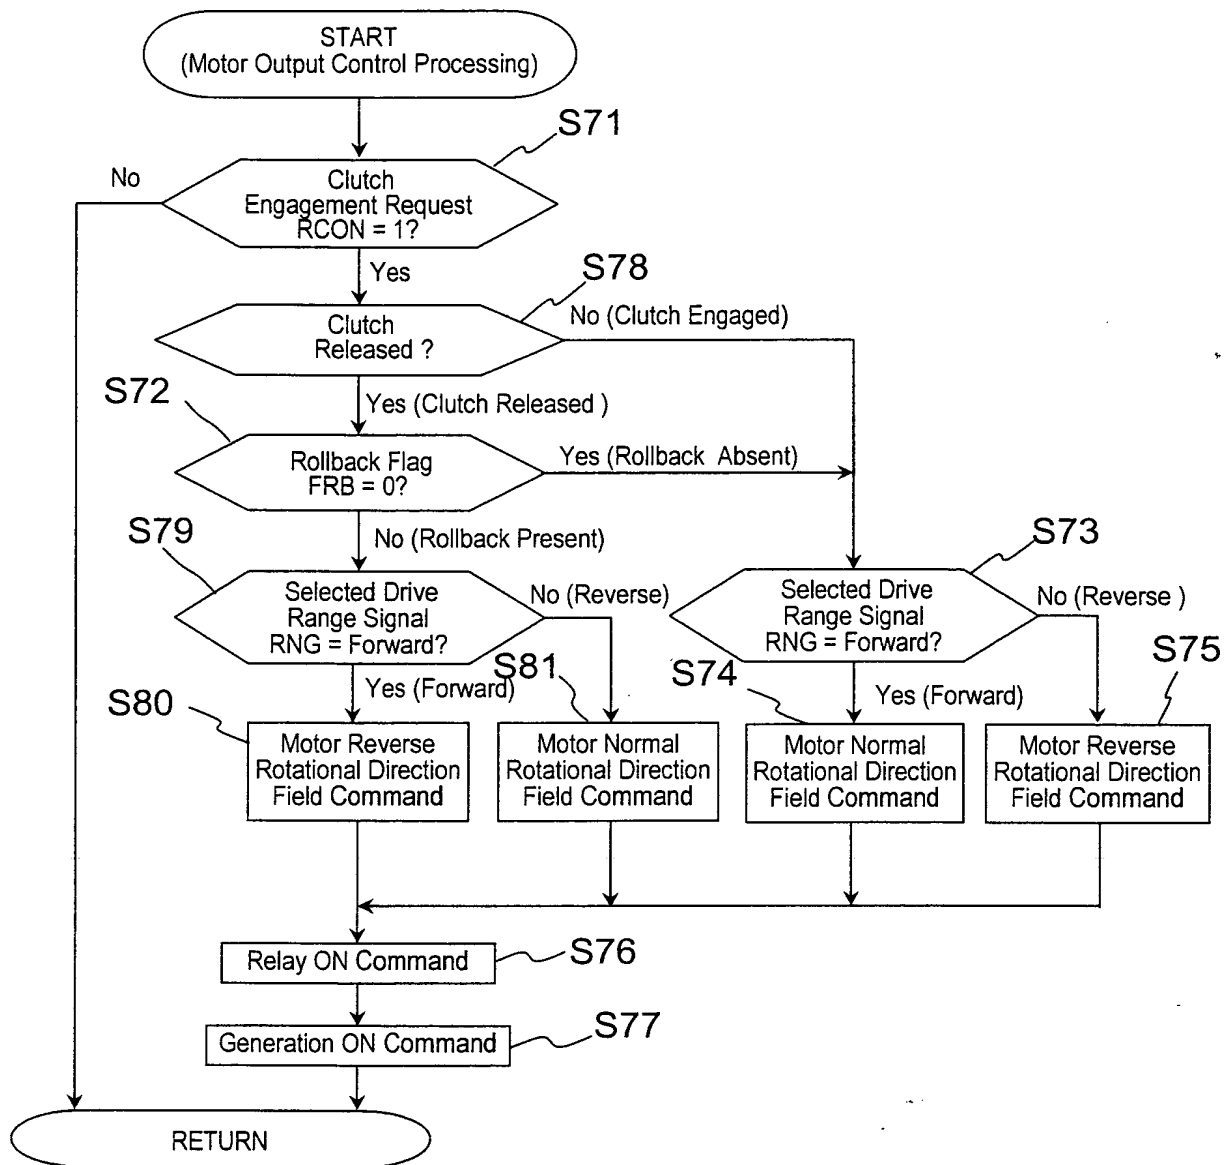 START
(Motor Output Control Processing)
S71
No
Clutch
Engagement Request
RCON = 1?
Yes
S78
No (Clutch Engaged)
Clutch
Released ?
S72
Yes (Clutch Released )
Rollback Flag
FRB = 0?
Yes (Rollback Absent)
S79
No (Rollback Present)
S73
Selected Drive
Range Signal
RNG = Forward?
No (Reverse)
Selected Drive
Range Signal
RNG = Forward?
No (Reverse )
S80
Yes (Forward)
S81
S74
Yes (Forward)
S75
Motor Reverse
Rotational Direction
Field Command
Motor Normal
Rotational Direction
Field Command
Motor Normal
Rotational Direction
Field Command
Motor Reverse
Rotational Direction
Field Command
Relay ON Command
S76
Generation ON Command
S77
RETURN